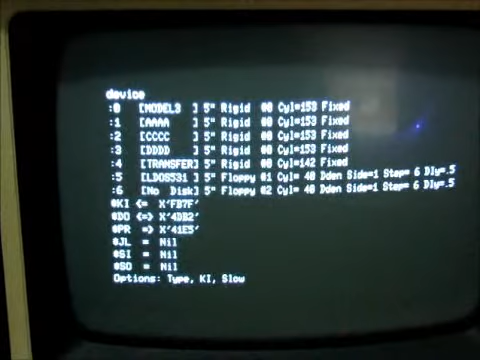 device
:0 [MODEL3 ] 5" Rigid #0 Cyl=153 Fixed
:1 [AAAA ] 5" Rigid #0 Cyl=153 Fixed
:2 [CCCC ] 5" Rigid #0 Cyl=153 Fixed
:3 [DDDD ] 5" Rigid #0 Cyl=153 Fixed
:4 [TRANSFER] 5" Rigid #0 Cyl=142 Fixed
:5 [LDOS531 ] 5" Floppy #1 Cyl= 40 Dden Side=1 Step= 6 Dly=.5
:6 [No Disk] 5" Floppy #2 Cyl= 40 Dden Side=1 Step= 6 Dly=.5
*KI <= X'FB7F'
*DO <=> X'4DB2'
*PR => X'41E5'
*JL = Nil
*SI = Nil
*SO = Nil
Options: Type, KI, Slow